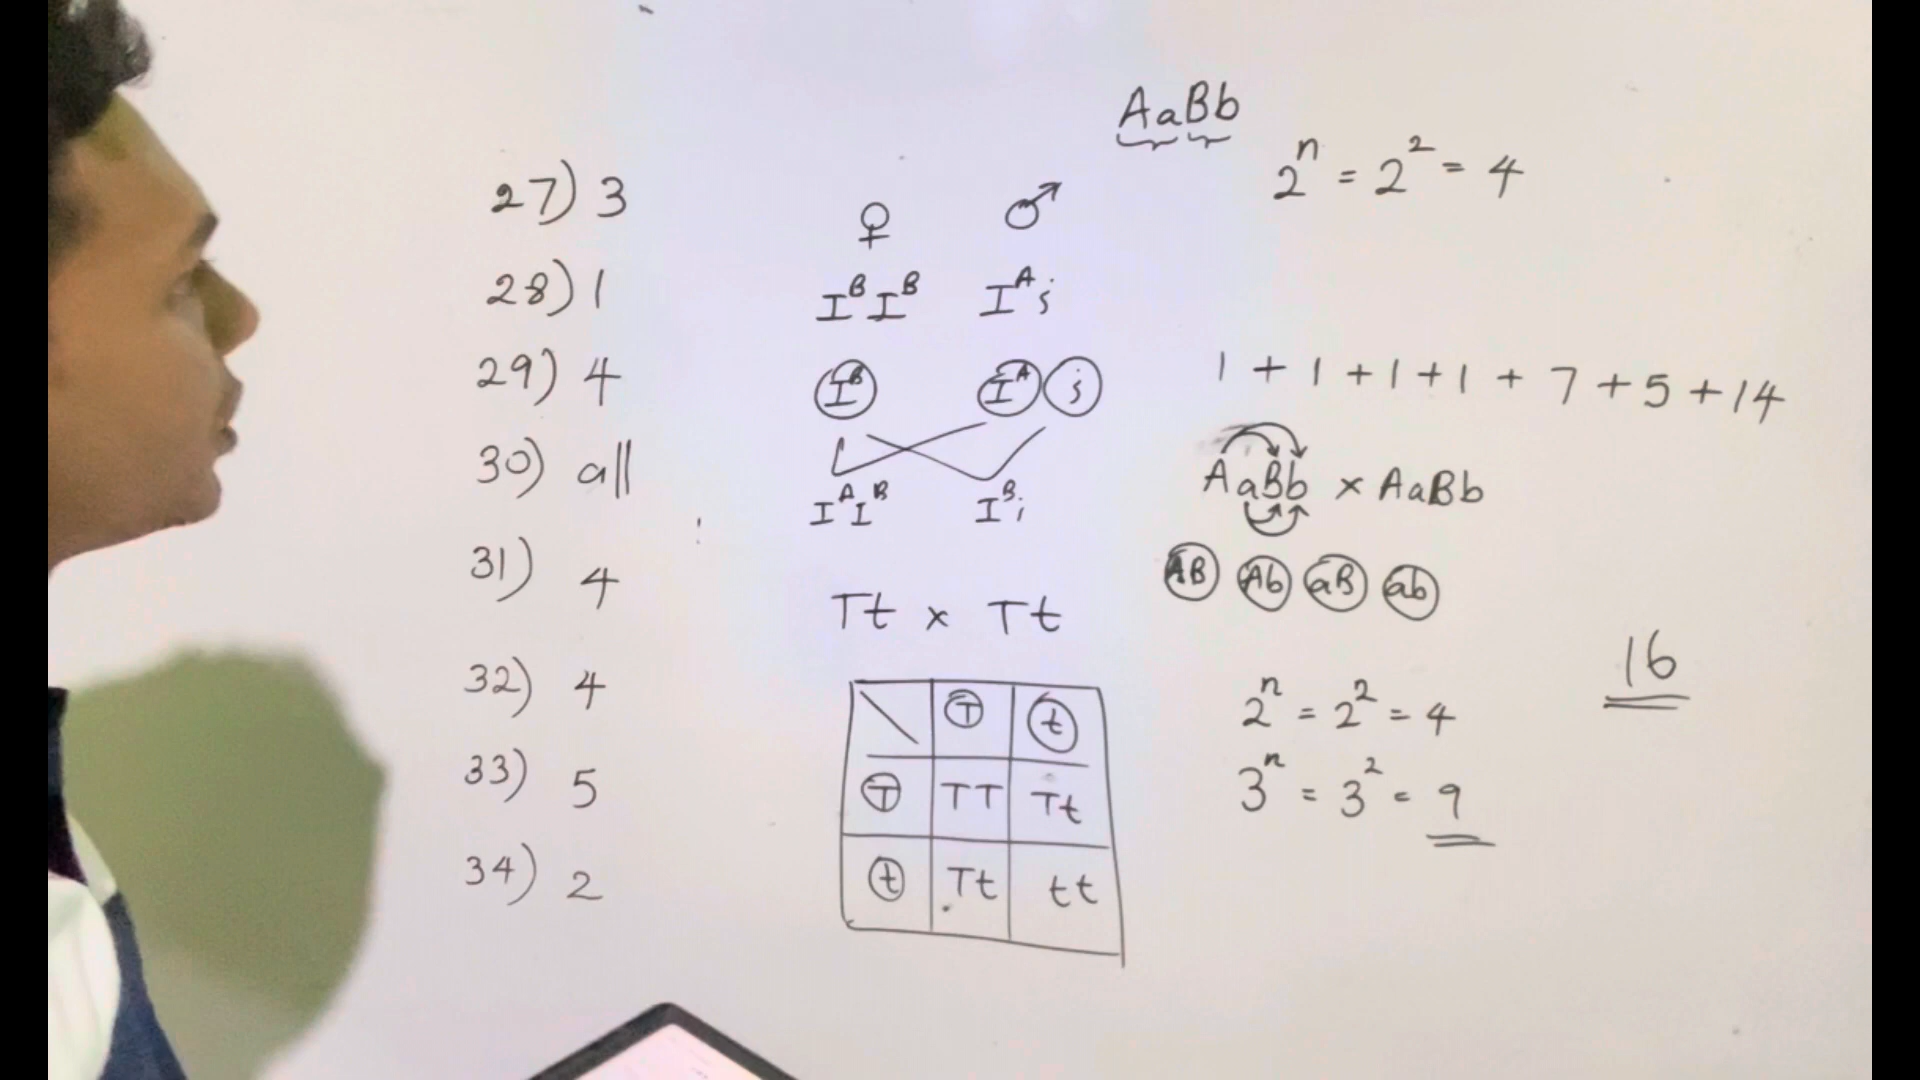 27) 3
28) 1
29) 4
30) all
31) 4
32) 4
33) 5
34) 2
♀ ♂
I^B I^B I^A i
I^B I^A i
I^A I^B I^B i
Tt x Tt
T t
T TT Tt
t Tt tt
AaBb
2^n = 2^2 = 4
1 + 1 + 1 + 1 + 7 + 5 + 14
AaBb x AaBb
AB Ab aB ab
2^n = 2^2 = 4
3^n = 3^2 = 9
16